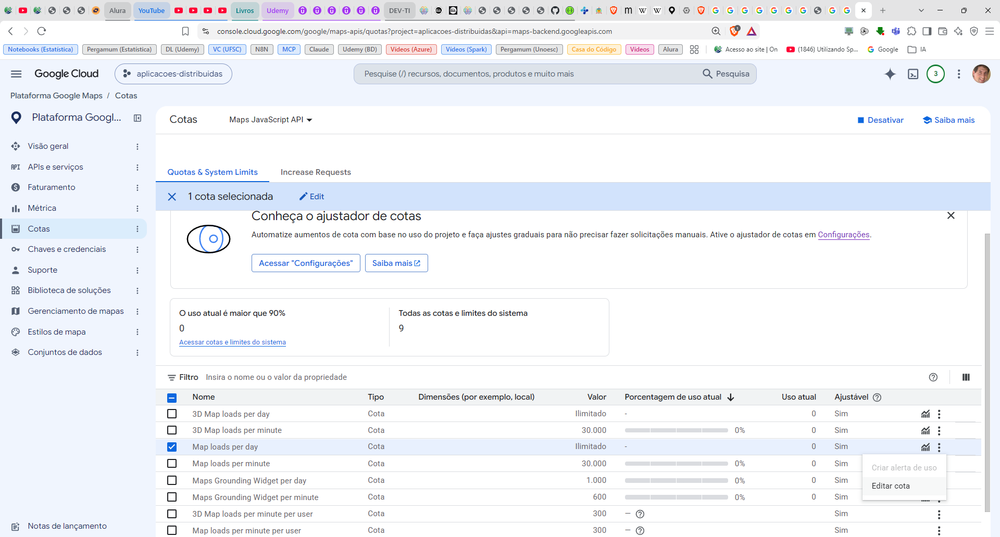 Alura
YouTube
Livros
Udemy
DEV-TI
console.cloud.google.com/google/maps-apis/quotas?project=aplicacoes-distribuidas&api=maps-backend.googleapis.com
1
Notebooks (Estatística)
Pergamum (Estatística)
DL (Udemy)
VC (UFSC)
N8N
MCP
Claude
Udemy (BD)
Vídeos (Azure)
Vídeos (Spark)
Pergamum (Unoesc)
Casa do Código
Vídeos
Alura
Acesso ao site | On
(1846) Utilizando Sp...
Google
IA
Google Cloud
aplicacoes-distribuidas
Pesquise (/) recursos, documentos, produtos e muito mais
Pesquisa
3
Plataforma Google Maps / Cotas
Plataforma Googl...
Visão geral
API APIs e serviços
Faturamento
Métrica
Cotas
Chaves e credenciais
Suporte
Biblioteca de soluções
Gerenciamento de mapas
Estilos de mapa
Conjuntos de dados
Notas de lançamento
Cotas
Maps JavaScript API
Desativar
Saiba mais
Quotas & System Limits
Increase Requests
1 cota selecionada
Edit
Conheça o ajustador de cotas
Automatize aumentos de cota com base no uso do projeto e faça ajustes graduais para não precisar fazer solicitações manuais. Ative o ajustador de cotas em Configurações.
Acessar "Configurações"
Saiba mais
O uso atual é maior que 90%
0
Acessar cotas e limites do sistema
Todas as cotas e limites do sistema
9
Filtro Insira o nome ou o valor da propriedade
Nome Tipo Dimensões (por exemplo, local) Valor Porcentagem de uso atual Uso atual Ajustável
3D Map loads per day Cota Ilimitado - 0 Sim
3D Map loads per minute Cota 30.000 0% 0 Sim
Map loads per day Cota Ilimitado - 0 Sim
Map loads per minute Cota 30.000 0% 0 Sim
Maps Grounding Widget per day Cota 1.000 0% 0 Sim
Maps Grounding Widget per minute Cota 600 0% 0 Sim
3D Map loads per minute per user Cota 300 — Sim
Map loads per minute per user Cota 300 — Sim
Criar alerta de uso
Editar cota